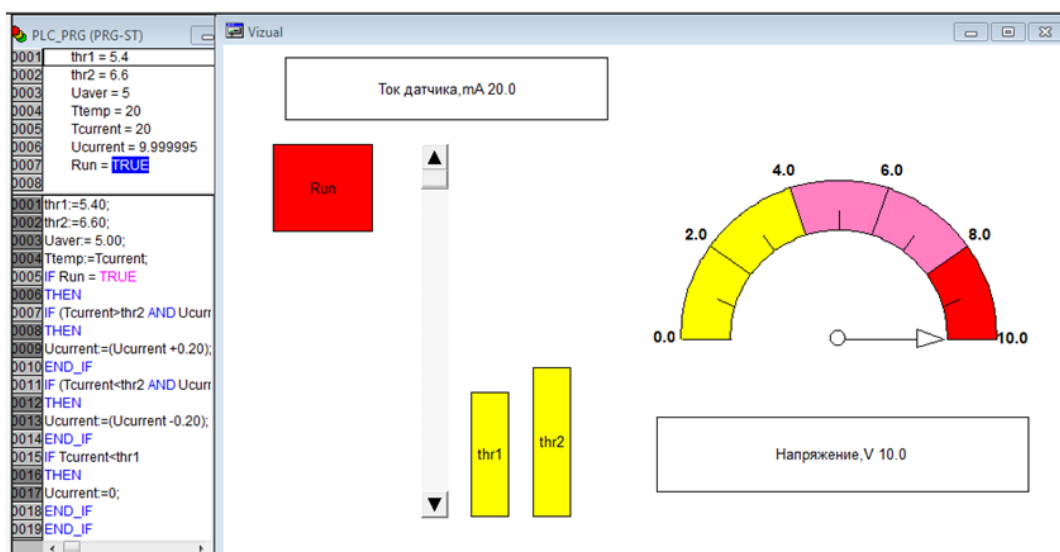 PLC_PRG (PRG-ST)
0001 thr1 = 5.4
0002 thr2 = 6.6
0003 Uaver = 5
0004 Ttemp = 20
0005 Tcurrent = 20
0006 Ucurrent = 9.999995
0007 Run = TRUE
0008
0001 thr1:=5.40;
0002 thr2:=6.60;
0003 Uaver:= 5.00;
0004 Ttemp:=Tcurrent;
0005 IF Run = TRUE
0006 THEN
0007 IF (Tcurrent>thr2 AND Ucurr
0008 THEN
0009 Ucurrent:=(Ucurrent +0.20);
0010 END_IF
0011 IF (Tcurrent<thr2 AND Ucurr
0012 THEN
0013 Ucurrent:=(Ucurrent -0.20);
0014 END_IF
0015 IF Tcurrent<thr1
0016 THEN
0017 Ucurrent:=0;
0018 END_IF
0019 END_IF
Vizual
Ток датчика,mA 20.0
Run
thr1
thr2
4.0 6.0
2.0 8.0
0.0 10.0
Напряжение,V 10.0